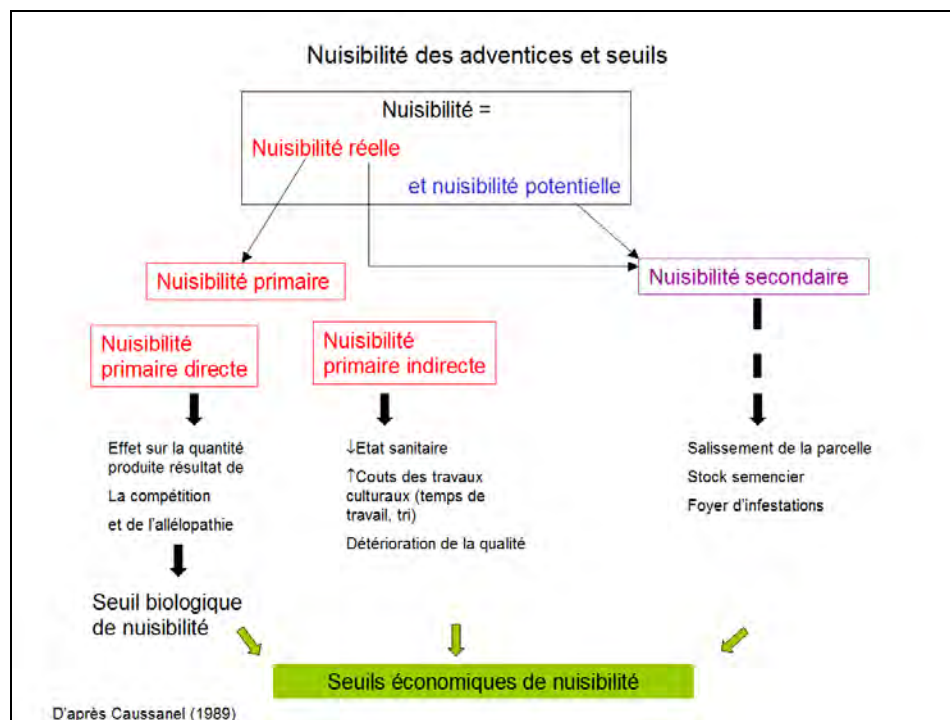 Nuisibilité des adventices et seuils
Nuisibilité =
Nuisibilité réelle
et nuisibilité potentielle
Nuisibilité primaire
Nuisibilité secondaire
Nuisibilité
primaire directe
Nuisibilité
primaire indirecte
Effet sur la quantité
produite résultat de
La compétition
et de l'allélopathie
↓Etat sanitaire
↑Couts des travaux
culturaux (temps de
travail, tri)
Détérioration de la qualité
Salissement de la parcelle
Stock semencier
Foyer d'infestations
Seuil biologique
de nuisibilité
Seuils économiques de nuisibilité
D'après Caussanel (1989)